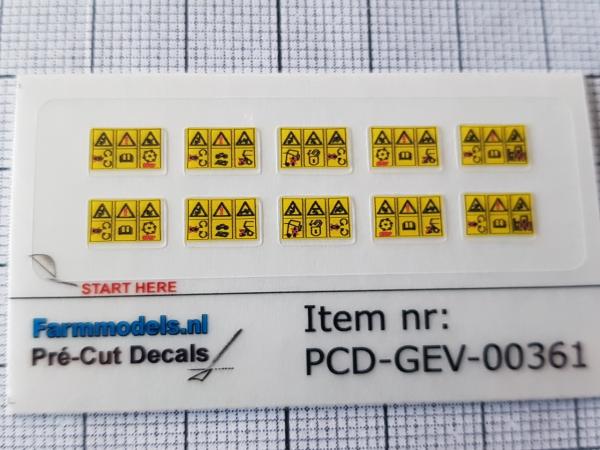 START HERE
Farmmodels.nl
Pré-Cut Decals
Item nr:
PCD-GEV-00361